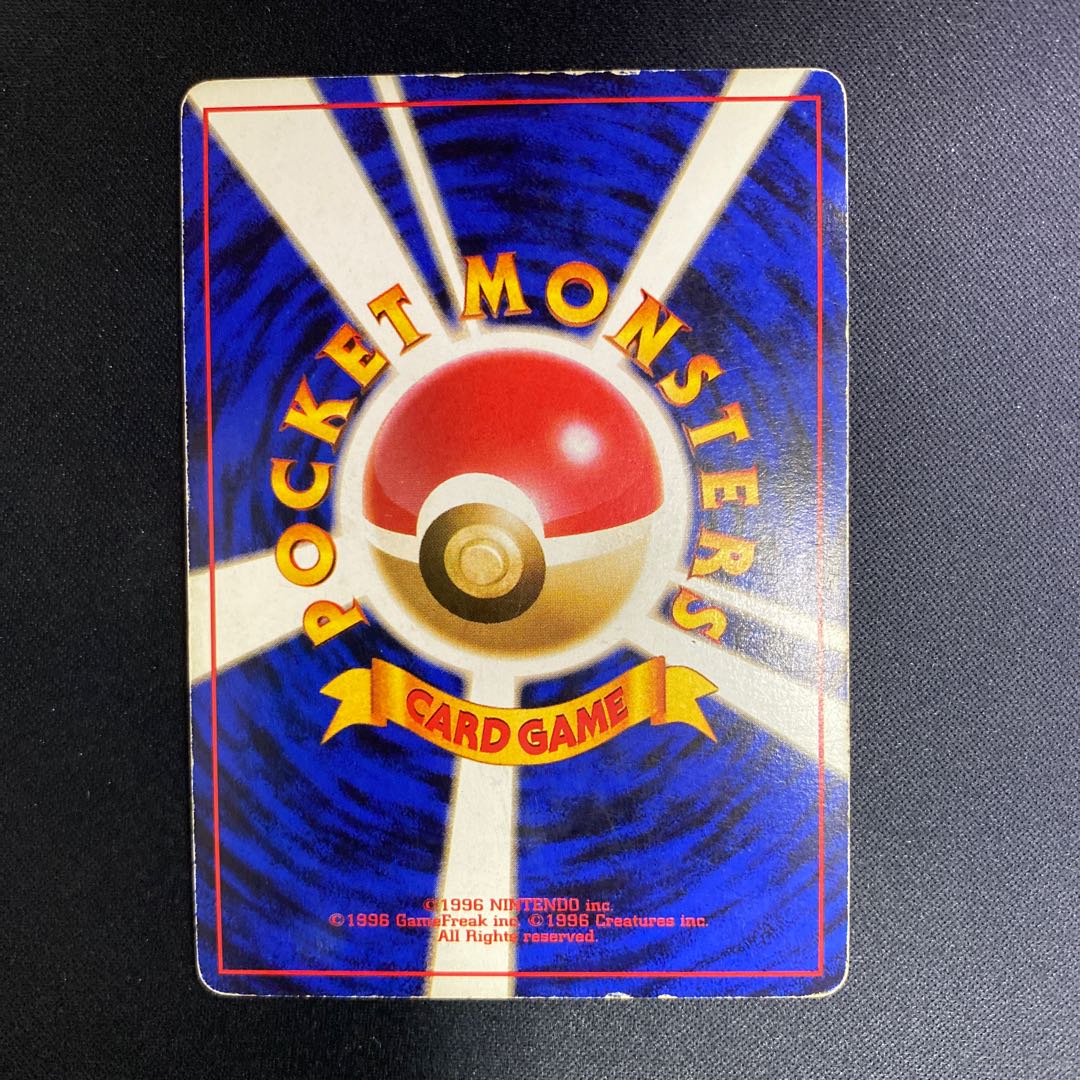 POCKET MONSTERS
CARD GAME
©1996 NINTENDO inc.
©1996 GameFreak inc. ©1996 Creatures inc.
All Rights reserved.